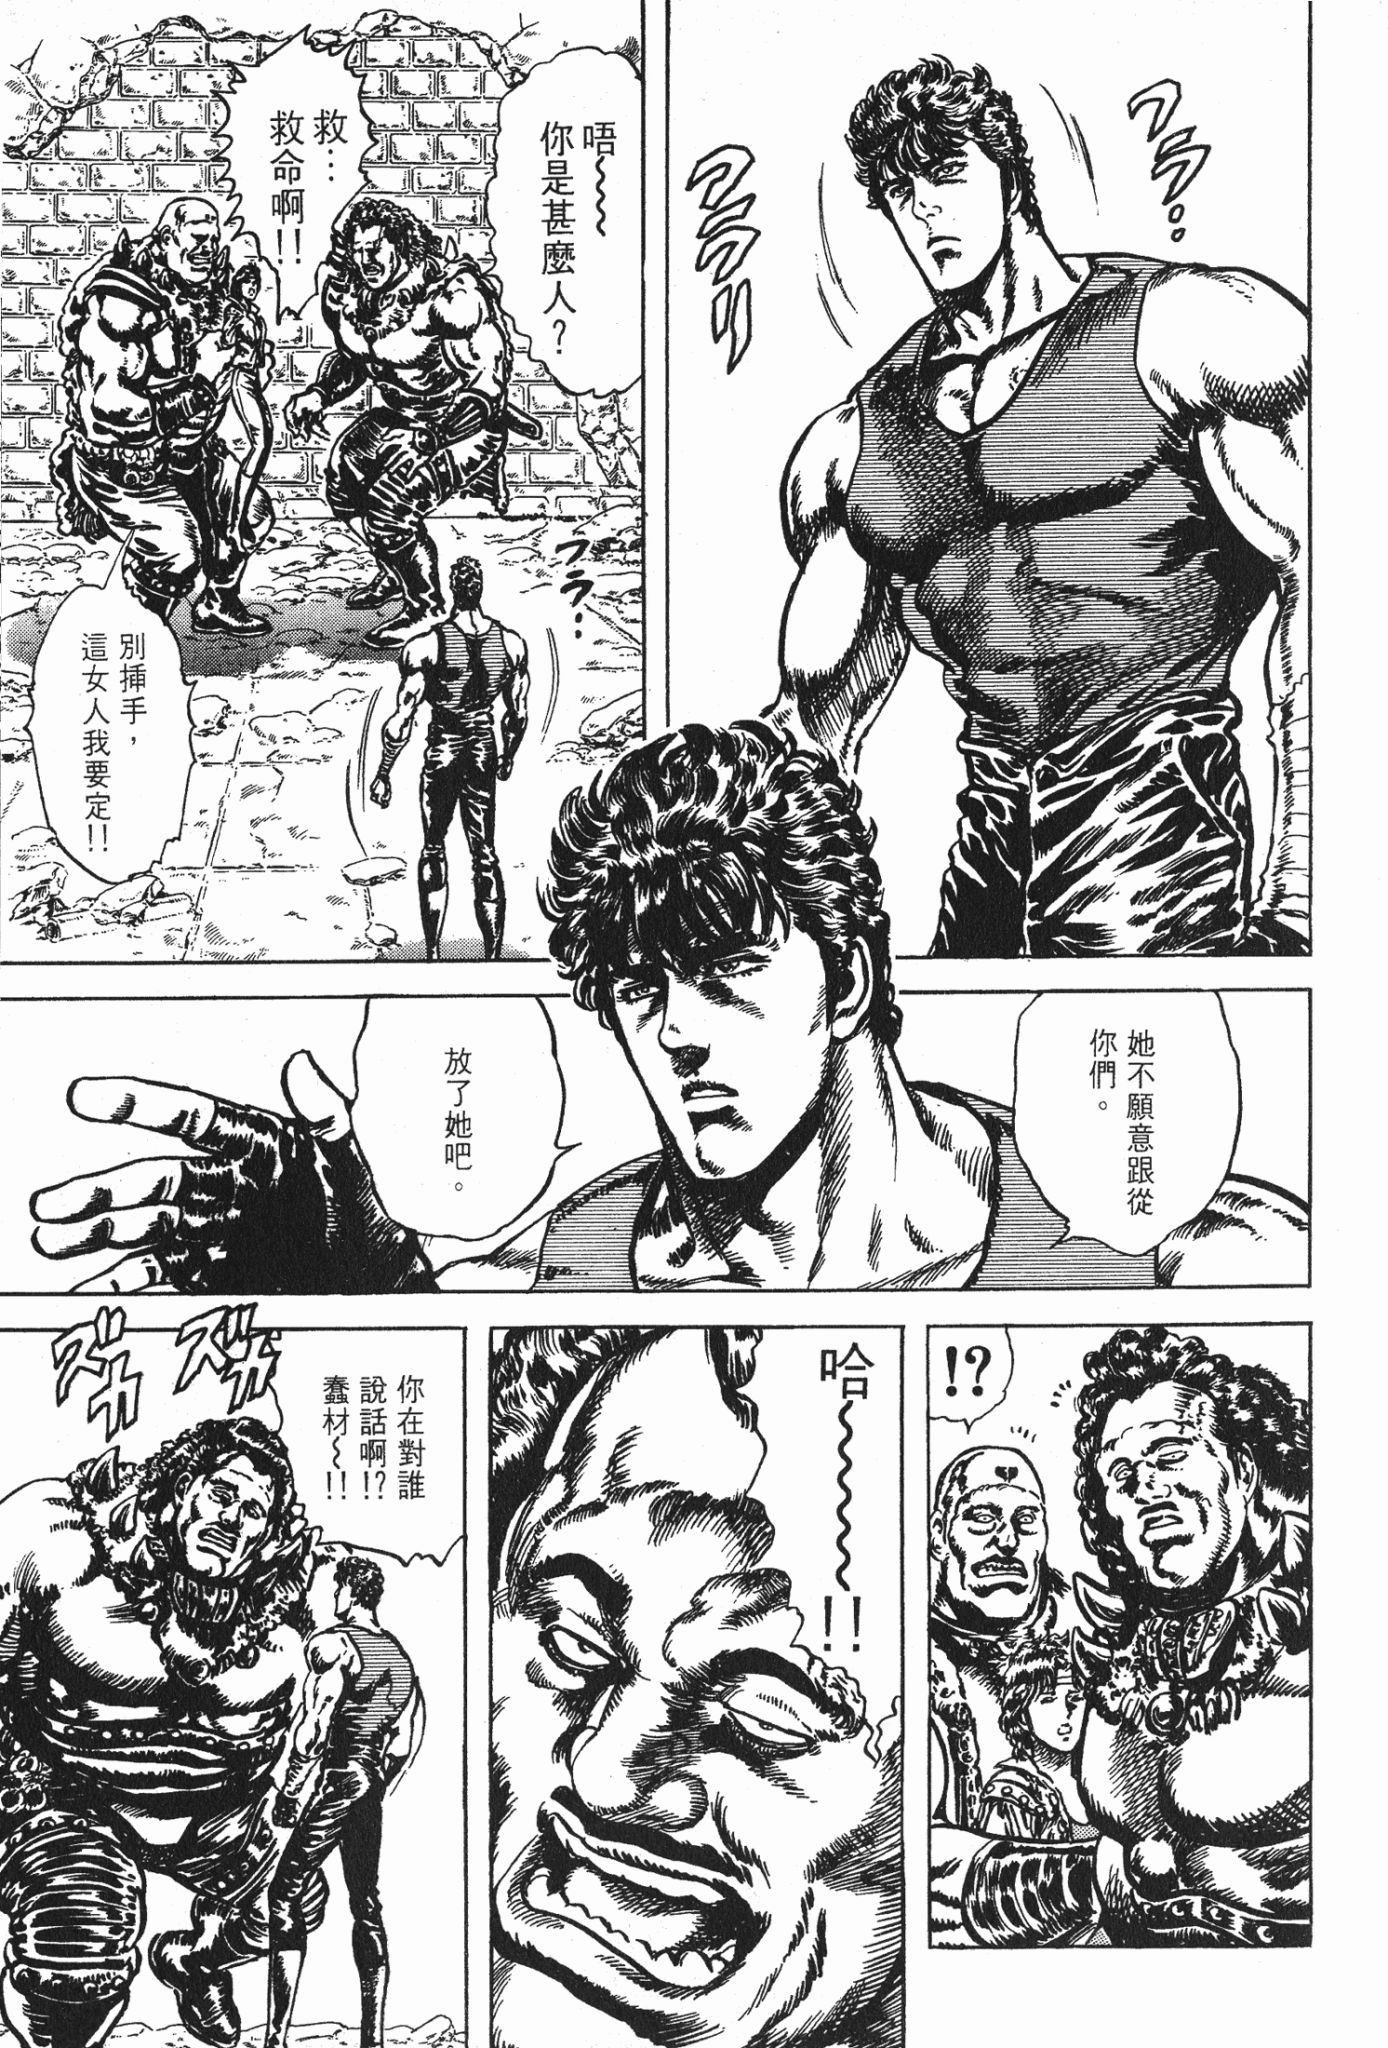 フラ・
フラリ
唔～～～
你是甚麼人？
救…
救命啊!!
フラ・・
別揷手，
這女人我要定!!
她不願意跟從
你們。
放了她吧。
!?
哈～～～～!!
你在對誰
說話啊!?
蠢材～!!
ズカ
ズカ